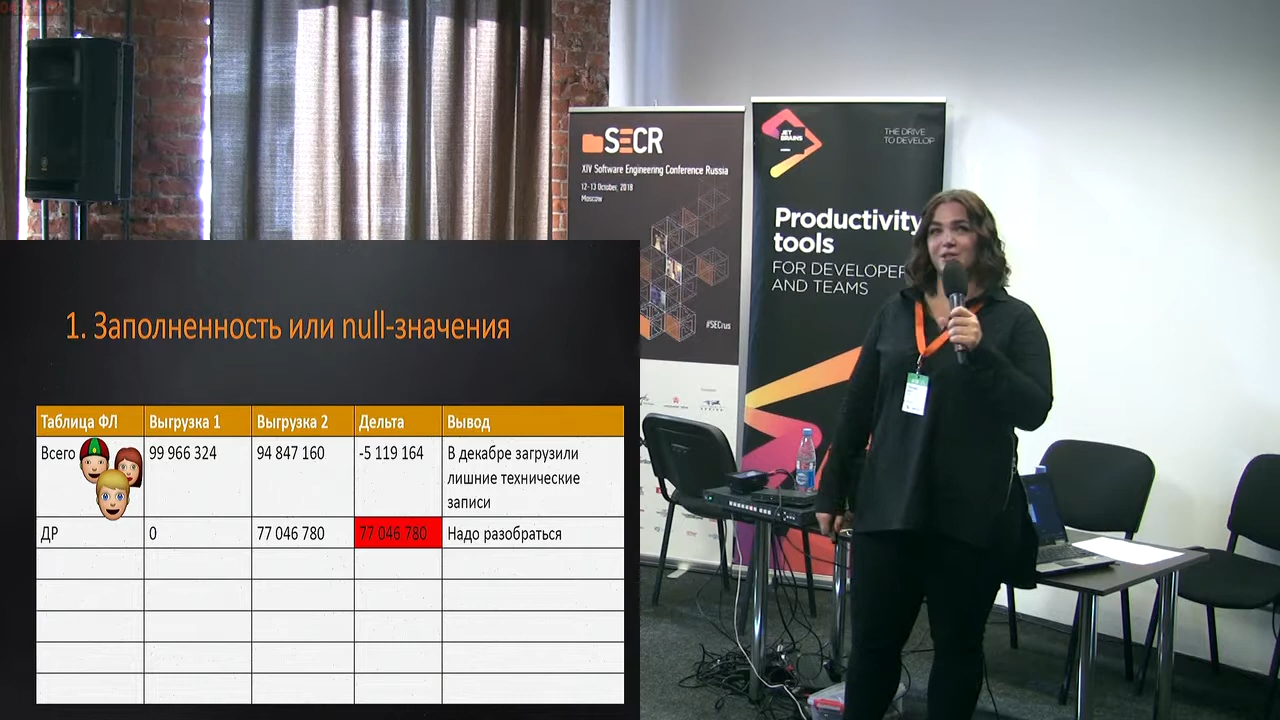 SECR
XIV Software Engineering Conference Russia
12-13 October, 2018
Moscow
#SECrus
JET
BRAINS
THE DRIVE
TO DEVELOP
Productivity
tools
FOR DEVELOPER
AND TEAMS
1. Заполненность или null-значения
Таблица ФЛ Выгрузка 1 Выгрузка 2 Дельта Вывод
Всего 99 966 324 94 847 160 -5 119 164 В декабре загрузили
лишние технические
записи
ДР 0 77 046 780 77 046 780 Надо разобраться